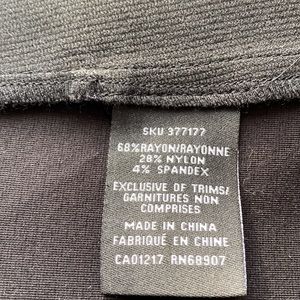 SKU 377177
68%RAYON/RAYONNE
28% NYLON
4% SPANDEX
EXCLUSIVE OF TRIMS/
GARNITURES NON
COMPRISES
MADE IN CHINA
FABRIQUÉ EN CHINE
CA01217 RN68907